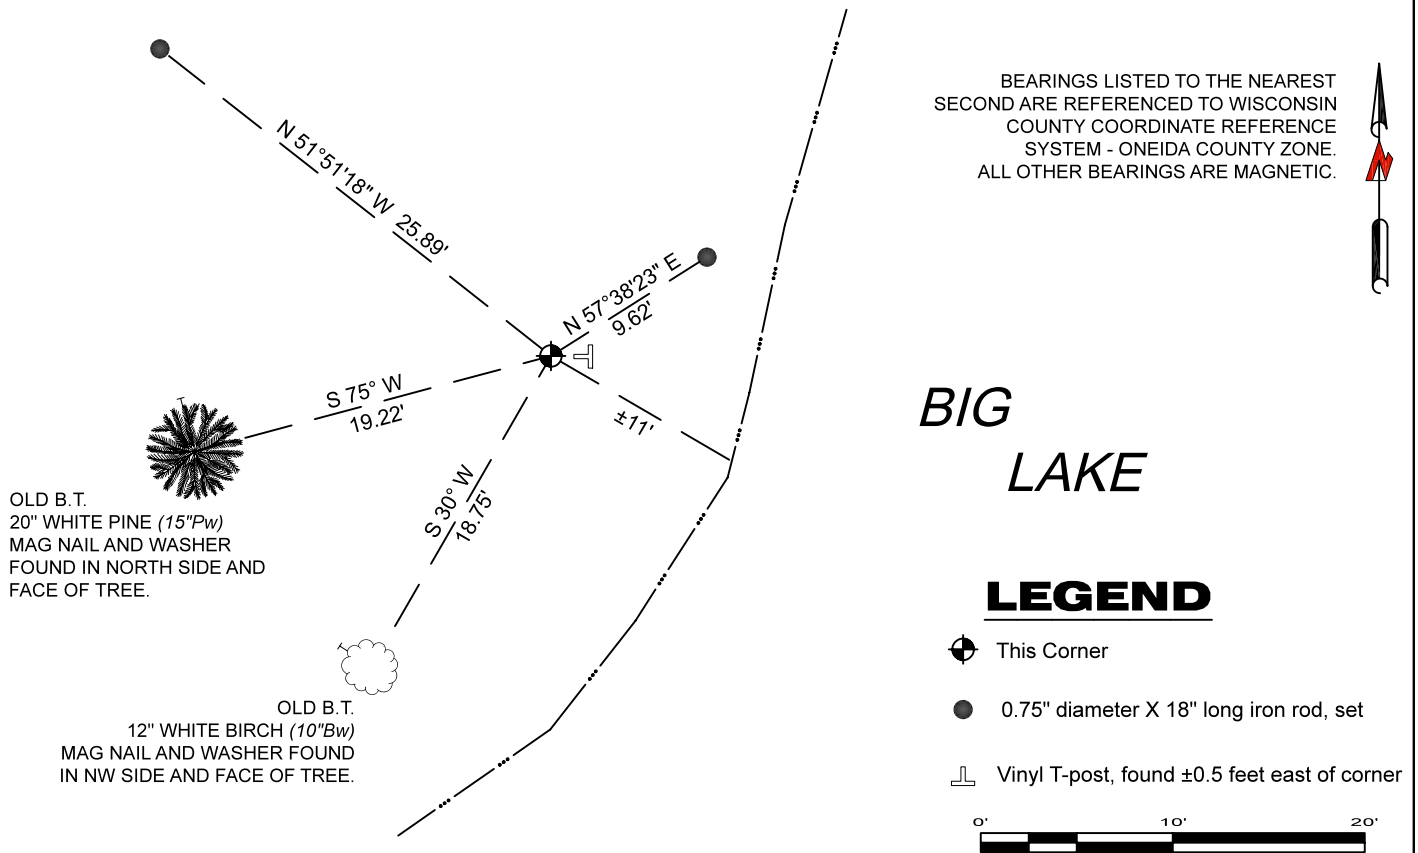 BEARINGS LISTED TO THE NEAREST
SECOND ARE REFERENCED TO WISCONSIN
COUNTY COORDINATE REFERENCE
SYSTEM - ONEIDA COUNTY ZONE.
ALL OTHER BEARINGS ARE MAGNETIC.
N
N 51°51'18" W 25.89'
N 57°38'23" E
9.62'
S 75° W
19.22'
±11'
S 30° W
18.75'
BIG
LAKE
OLD B.T.
20" WHITE PINE (15"Pw)
MAG NAIL AND WASHER
FOUND IN NORTH SIDE AND
FACE OF TREE.
OLD B.T.
12" WHITE BIRCH (10"Bw)
MAG NAIL AND WASHER FOUND
IN NW SIDE AND FACE OF TREE.
LEGEND
This Corner
0.75" diameter X 18" long iron rod, set
Vinyl T-post, found ±0.5 feet east of corner
0' 10' 20'